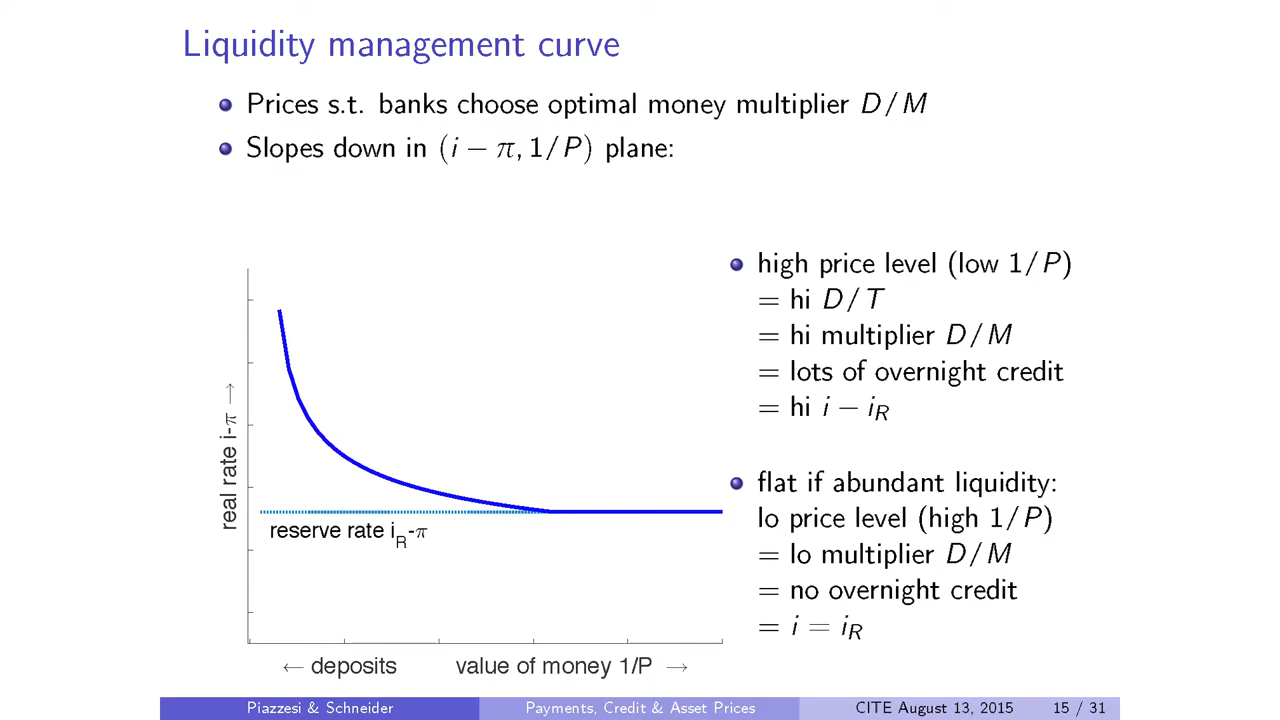 Liquidity management curve
Prices s.t. banks choose optimal money multiplier D/M
Slopes down in (i − π, 1/P) plane:
high price level (low 1/P)
= hi D/T
= hi multiplier D/M
= lots of overnight credit
= hi i − iR
flat if abundant liquidity:
lo price level (high 1/P)
= lo multiplier D/M
= no overnight credit
= i = iR
real rate i-π →
reserve rate iR-π
← deposits
value of money 1/P →
Piazzesi & Schneider
Payments, Credit & Asset Prices
CITE August 13, 2015
15 / 31